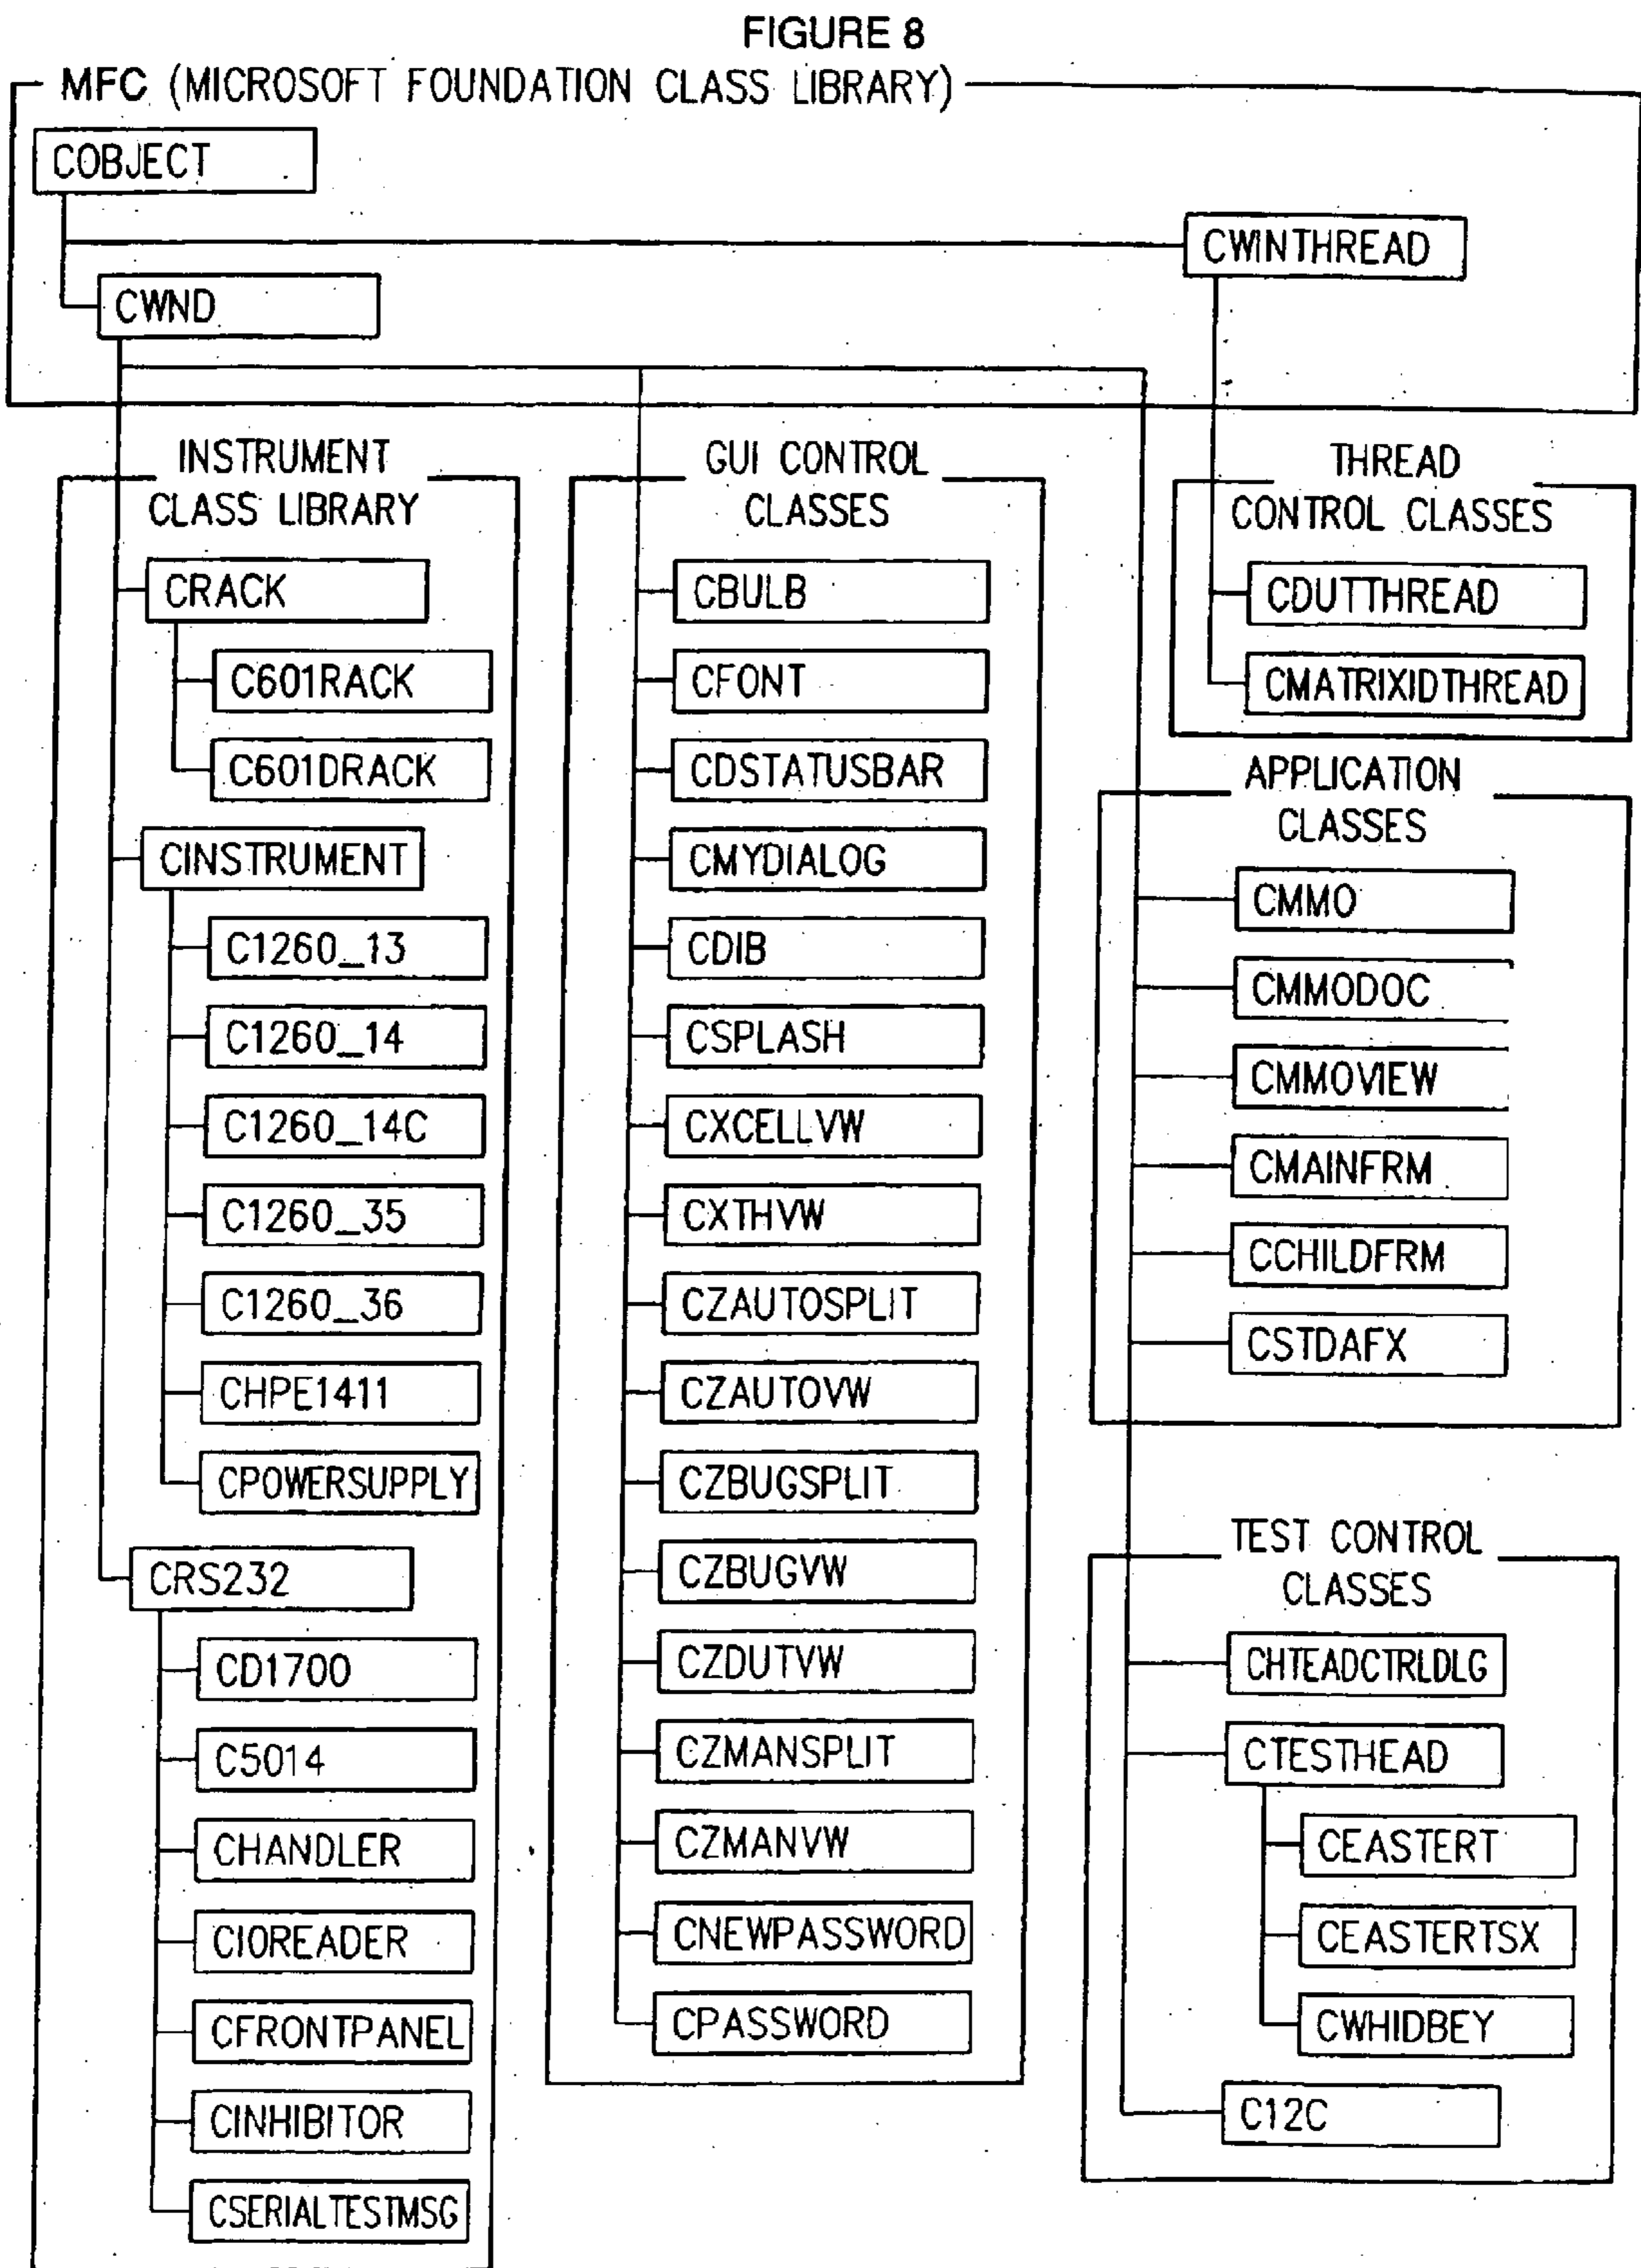 FIGURE 8
MFC (MICROSOFT FOUNDATION CLASS LIBRARY)
COBJECT
CWINTHREAD
CWND
INSTRUMENT
CLASS LIBRARY
CRACK
C601RACK
C601DRACK
CINSTRUMENT
C1260_13
C1260_14
C1260_14C
C1260_35
C1260_36
CHPE1411
CPOWERSUPPLY
CRS232
CD1700
C5014
CHANDLER
CIOREADER
CFRONTPANEL
CINHIBITOR
CSERIALTESTMSG
GUI CONTROL
CLASSES
CBULB
CFONT
CDSTATUSBAR
CMYDIALOG
CDIB
CSPLASH
CXCELLVW
CXTHVW
CZAUTOSPLIT
CZAUTOVW
CZBUGSPLIT
CZBUGVW
CZDUTVW
CZMANSPLIT
CZMANVW
CNEWPASSWORD
CPASSWORD
THREAD
CONTROL CLASSES
CDUTTHREAD
CMATRIXIDTHREAD
APPLICATION
CLASSES
CMMO
CMMODOC
CMMOVIEW
CMAINFRM
CCHILDFRM
CSTDAFX
TEST CONTROL
CLASSES
CHTEADCTRLDLG
CTESTHEAD
CEASTERT
CEASTERTSX
CWHIDBEY
C12C